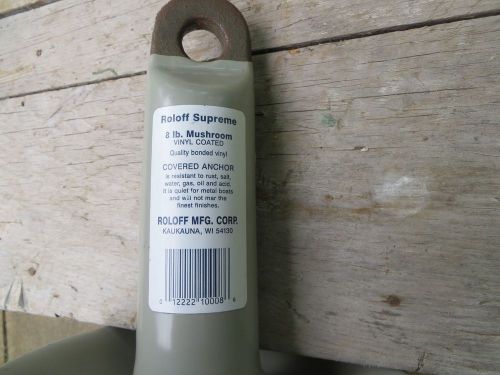 Roloff Supreme
8 lb. Mushroom
VINYL COATED
Quality bonded vinyl
COVERED ANCHOR
is resistant to rust, salt,
water, gas, oil and acid.
It is quiet for metal boats
and will not mar the
finest finishes.
ROLOFF MFG. CORP.
KAUKAUNA, WI 54130
0 12222 10008 6